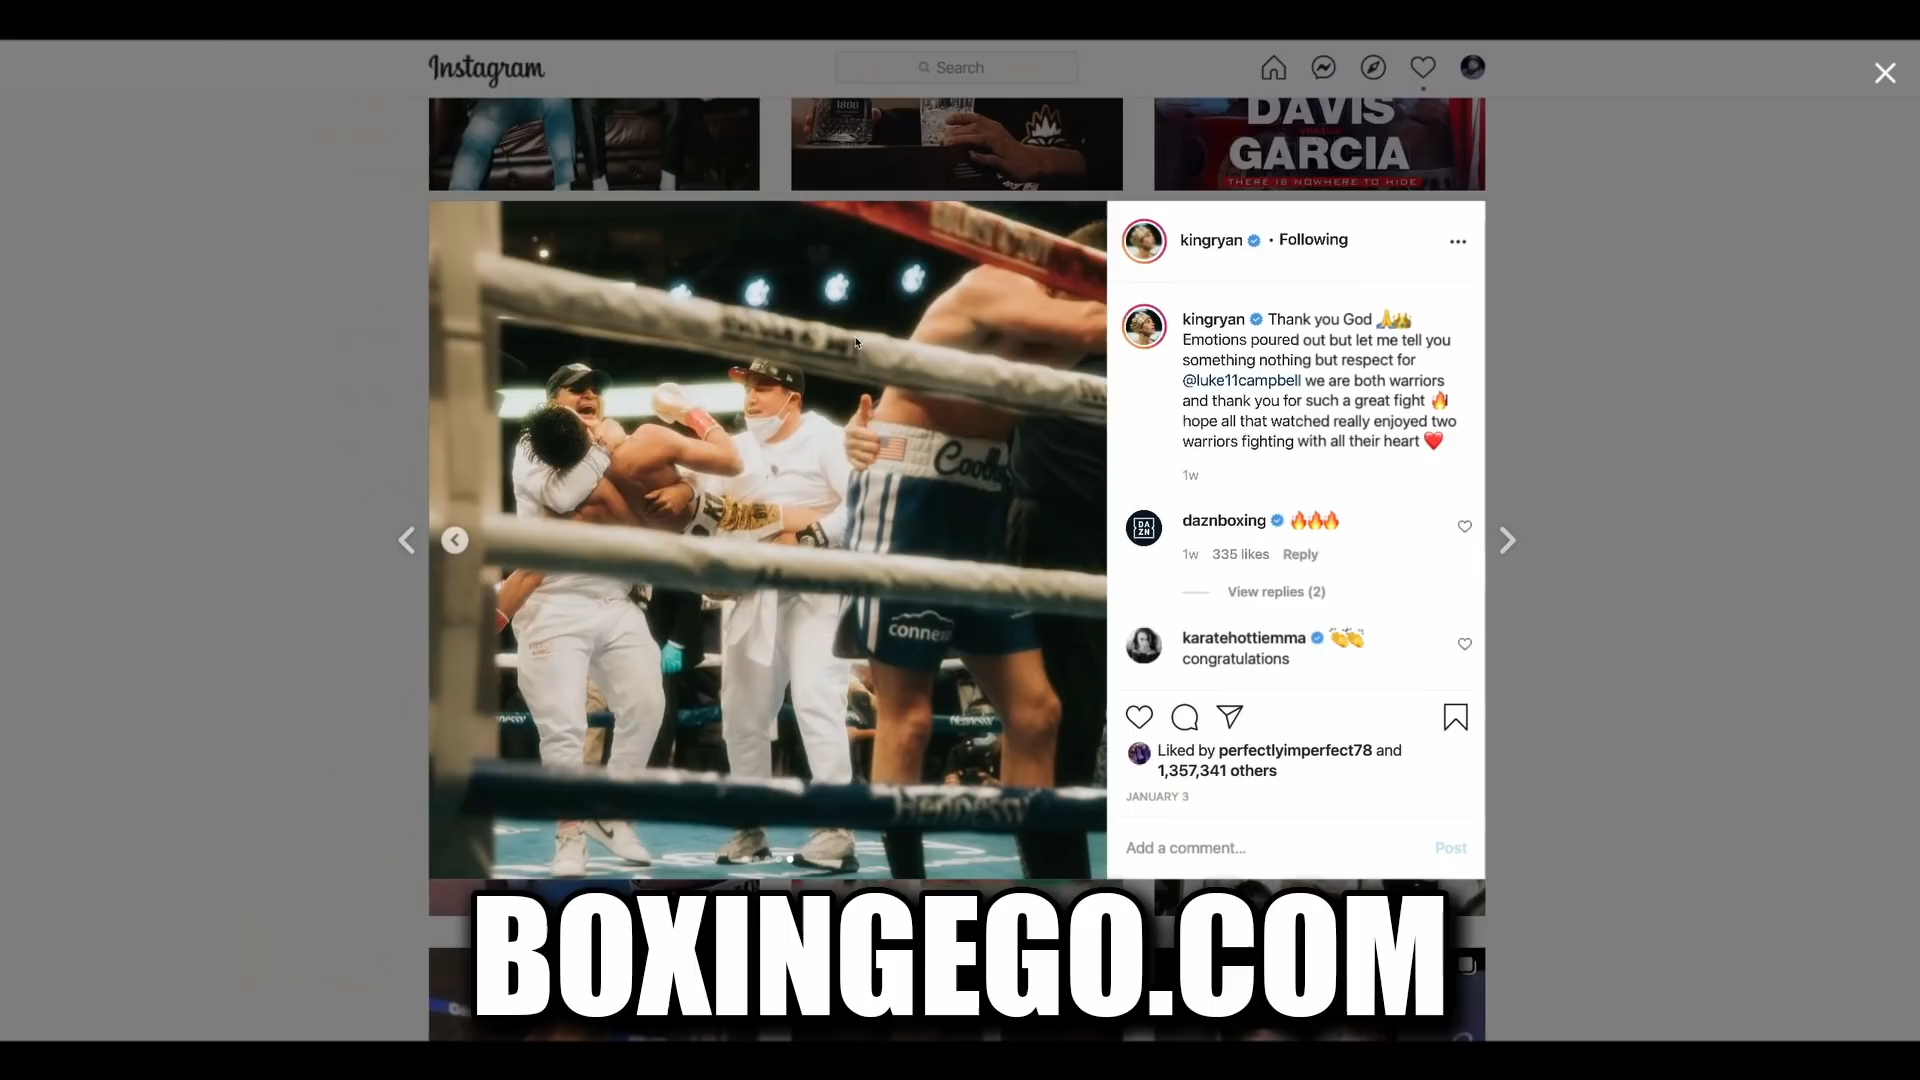 Instagram
Search
1800
DAVIS
GARCIA
THERE IS NOWHERE TO HIDE
kingryan • Following
kingryan Thank you God 🙏👑
Emotions poured out but let me tell you
something nothing but respect for
@luke11campbell we are both warriors
and thank you for such a great fight 🔥
hope all that watched really enjoyed two
warriors fighting with all their heart ❤️
1w
DA
ZN
daznboxing 🔥🔥🔥
1w 335 likes Reply
View replies (2)
karatehottiemma 👏👏
congratulations
Liked by perfectlyimperfect78 and
1,357,341 others
JANUARY 3
Add a comment... Post
Hennessy
BOXINGEGO.COM